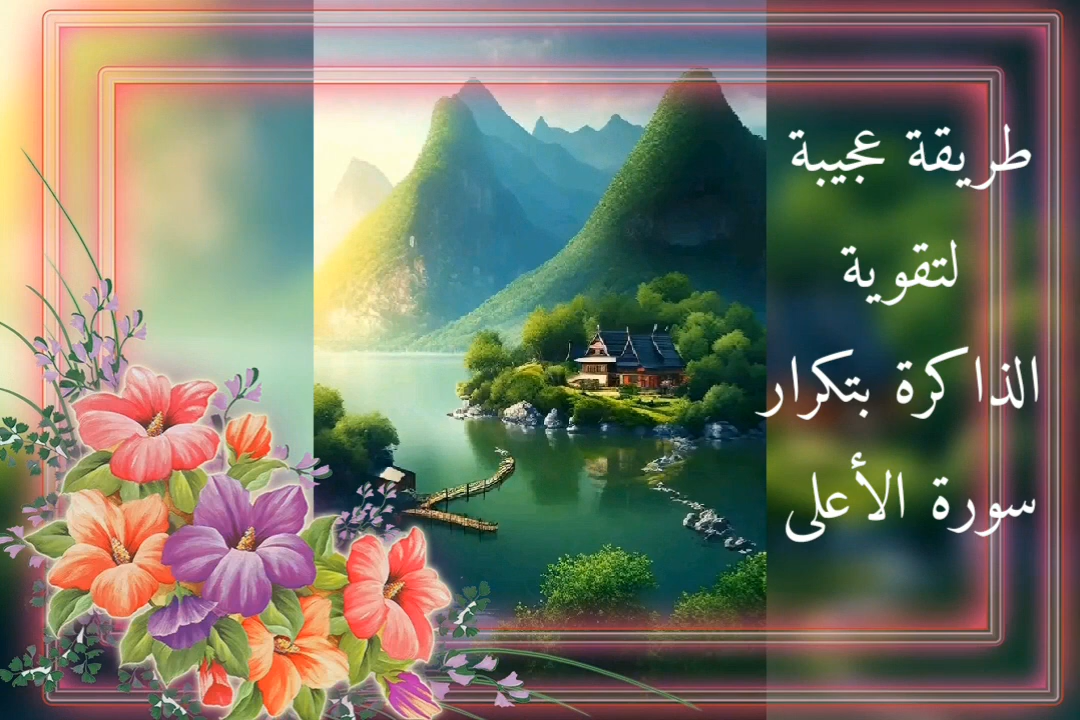 طريقة عجيبة
لتقوية
الذاكرة بتكرار
سورة الأعلى